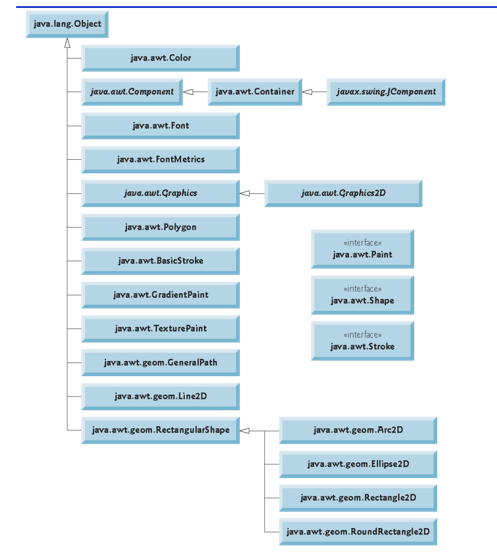 java.lang.Object
java.awt.Color
java.awt.Component
java.awt.Container
javax.swing.JComponent
java.awt.Font
java.awt.FontMetrics
java.awt.Graphics
java.awt.Graphics2D
java.awt.Polygon
«interface»
java.awt.Paint
java.awt.BasicStroke
«interface»
java.awt.Shape
java.awt.GradientPaint
java.awt.TexturePaint
«interface»
java.awt.Stroke
java.awt.geom.GeneralPath
java.awt.geom.Line2D
java.awt.geom.RectangularShape
java.awt.geom.Arc2D
java.awt.geom.Ellipse2D
java.awt.geom.Rectangle2D
java.awt.geom.RoundRectangle2D